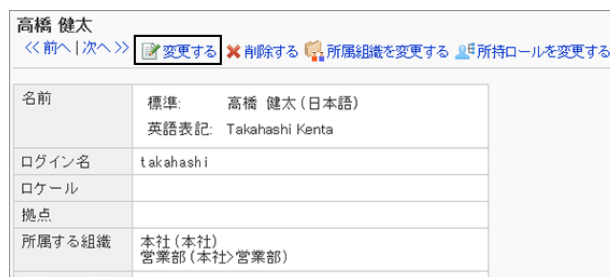 高橋 健太
<<前へ | 次へ>> 変更する 削除する 所属組織を変更する 所持ロールを変更する
名前 標準: 高橋 健太(日本語)
英語表記: Takahashi Kenta
ログイン名 takahashi
ロケール
拠点
所属する組織 本社(本社)
営業部(本社>営業部)